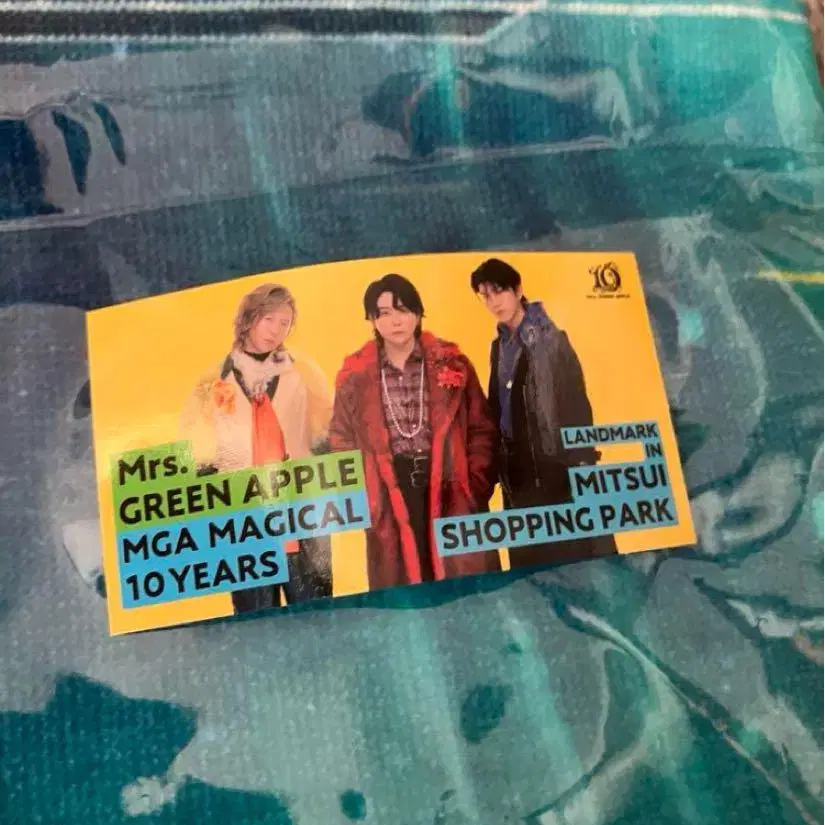 Mrs.
GREEN APPLE
MGA MAGICAL
10 YEARS
10
LANDMARK
IN
MITSUI
SHOPPING PARK